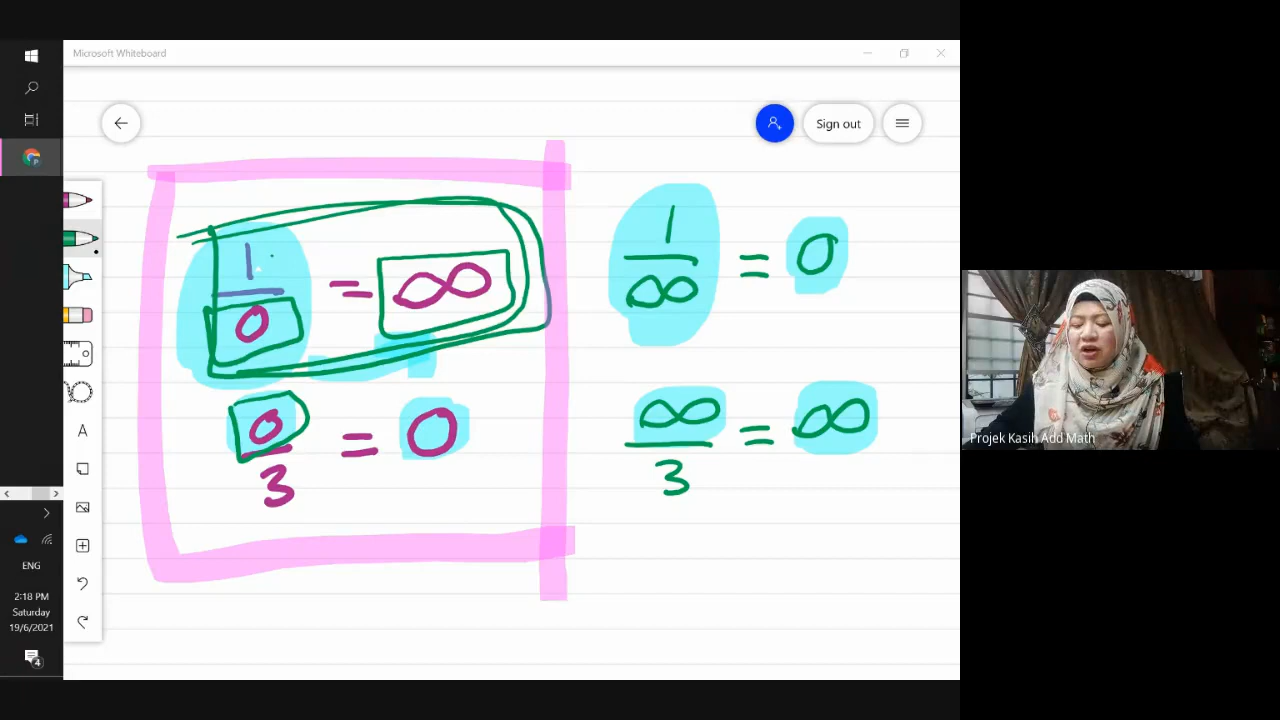 Microsoft Whiteboard
Sign out
1/0 = ∞
0/3 = 0
1/∞ = 0
∞/3 = ∞
A
ENG
2:18 PM
Saturday
19/6/2021
4
Projek Kasih Add Math